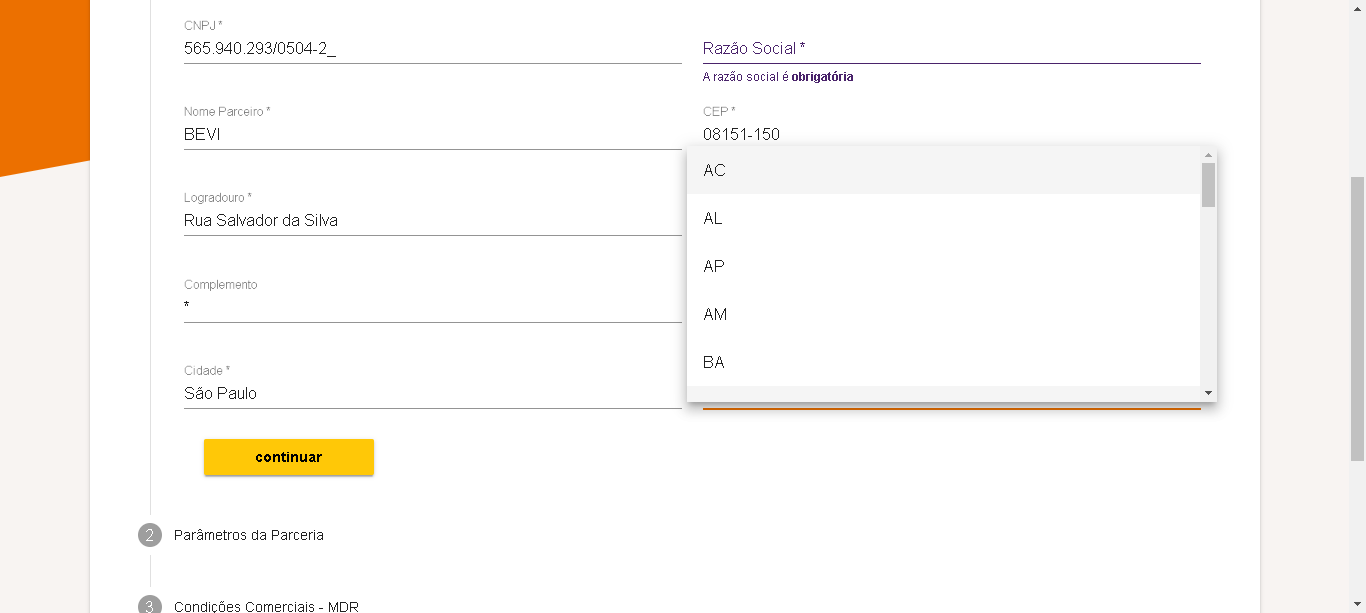 CNPJ *
565.940.293/0504-2_
Razão Social *
A razão social é obrigatória
Nome Parceiro *
BEVI
CEP *
08151-150
Logradouro *
Rua Salvador da Silva
Complemento
*
Cidade *
São Paulo
AC
AL
AP
AM
BA
continuar
2 Parâmetros da Parceria
3 Condições Comerciais - MDR